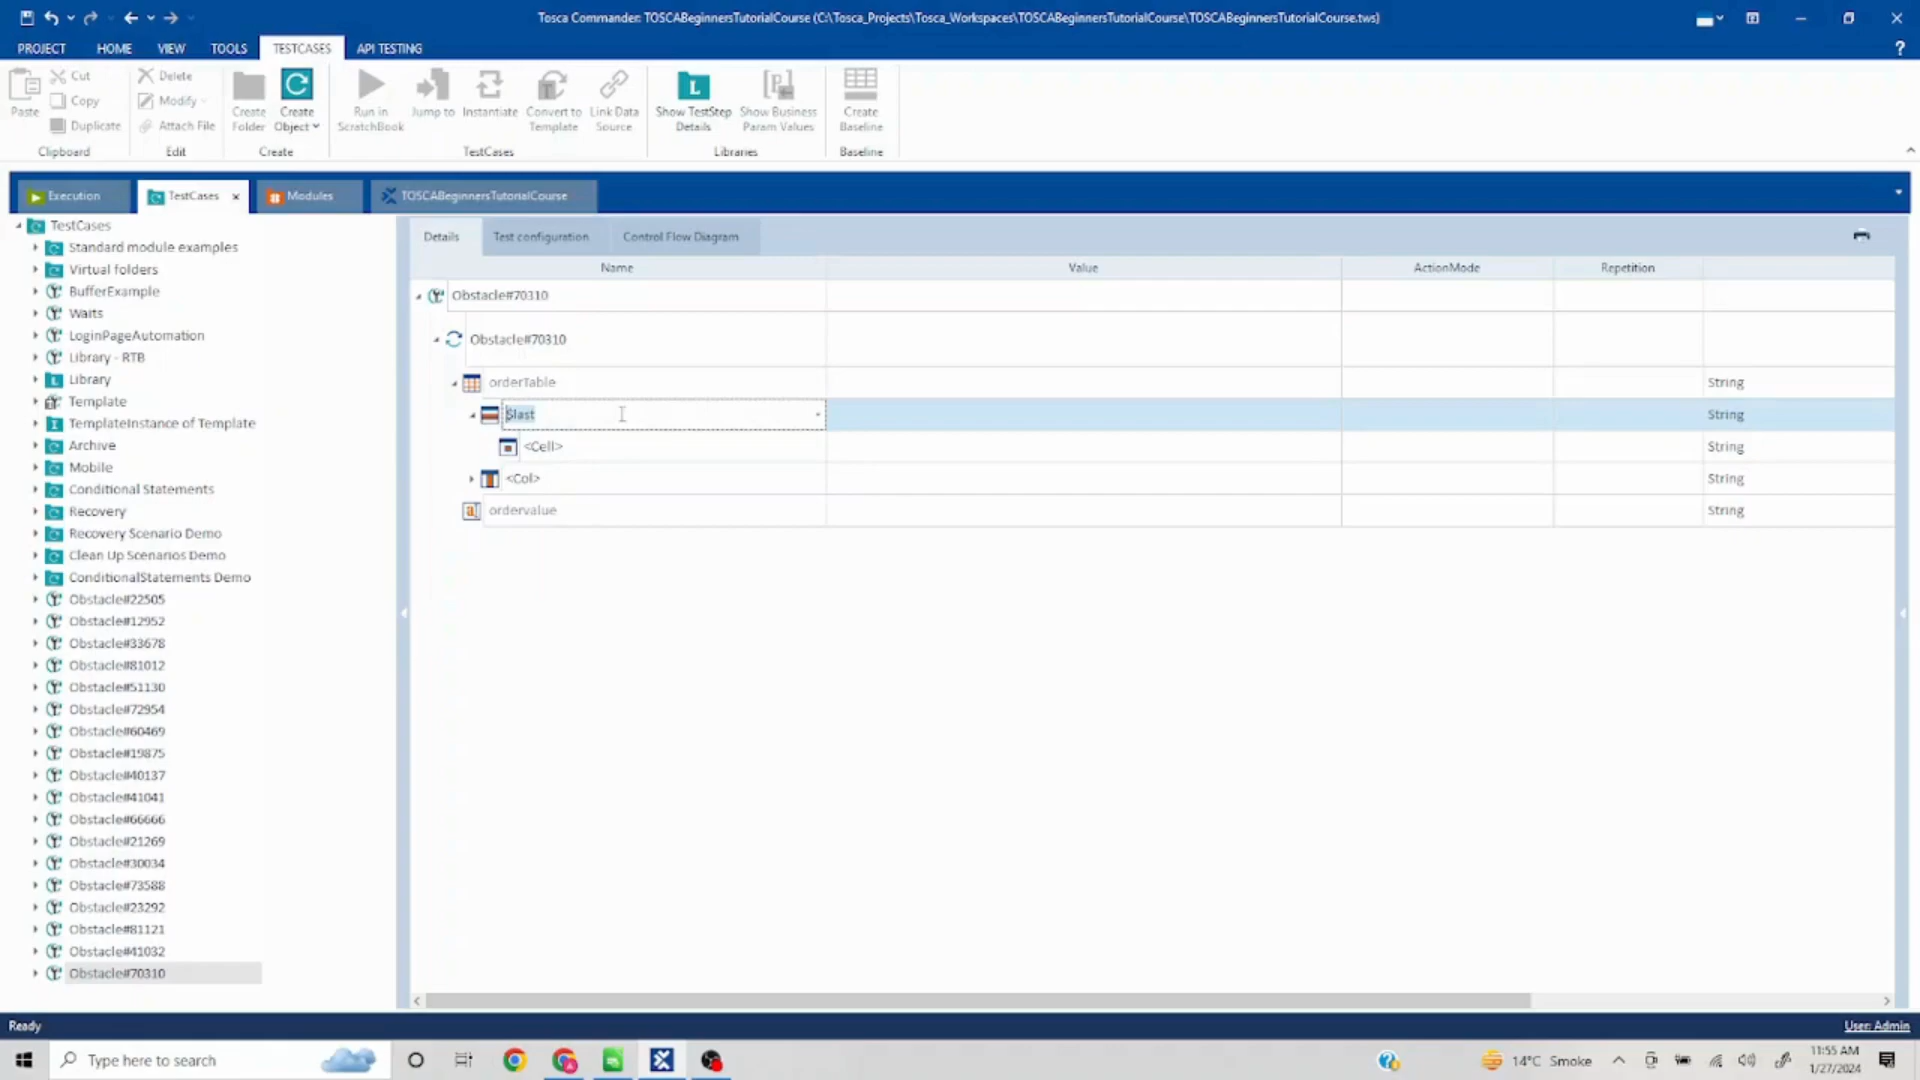 Tosca Commander: TOSCABeginnersTutorialCourse (C:\Tosca_Projects\Tosca_Workspaces\TOSCABeginnersTutorialCourse\TOSCABeginnersTutorialCourse.tws)
PROJECT HOME VIEW TOOLS TESTCASES API TESTING
?
Paste Cut Copy Duplicate
Clipboard
Delete Modify Attach File
Edit
Create Folder Create Object
Create
Run in ScratchBook Jump to Instantiate Convert to Template Link Data Source
TestCases
Show TestStep Details Show Business Param Values
Libraries
Create Baseline
Baseline
Execution TestCases x Modules TOSCABeginnersTutorialCourse
TestCases
Standard module examples
Virtual folders
BufferExample
Waits
LoginPageAutomation
Library - RTB
Library
Template
TemplateInstance of Template
Archive
Mobile
Conditional Statements
Recovery
Recovery Scenario Demo
Clean Up Scenarios Demo
ConditionalStatements Demo
Obstacle#22505
Obstacle#12952
Obstacle#33678
Obstacle#81012
Obstacle#51130
Obstacle#72954
Obstacle#60469
Obstacle#19875
Obstacle#40137
Obstacle#41041
Obstacle#66666
Obstacle#21269
Obstacle#30034
Obstacle#73588
Obstacle#23292
Obstacle#81121
Obstacle#41032
Obstacle#70310
Details Test configuration Control Flow Diagram
Name Value ActionMode Repetition
Obstacle#70310
Obstacle#70310
orderTable String
$last String
<Cell> String
<Col> String
ordervalue String
Ready User: Admin
Type here to search
14°C Smoke
11:55 AM
1/27/2024